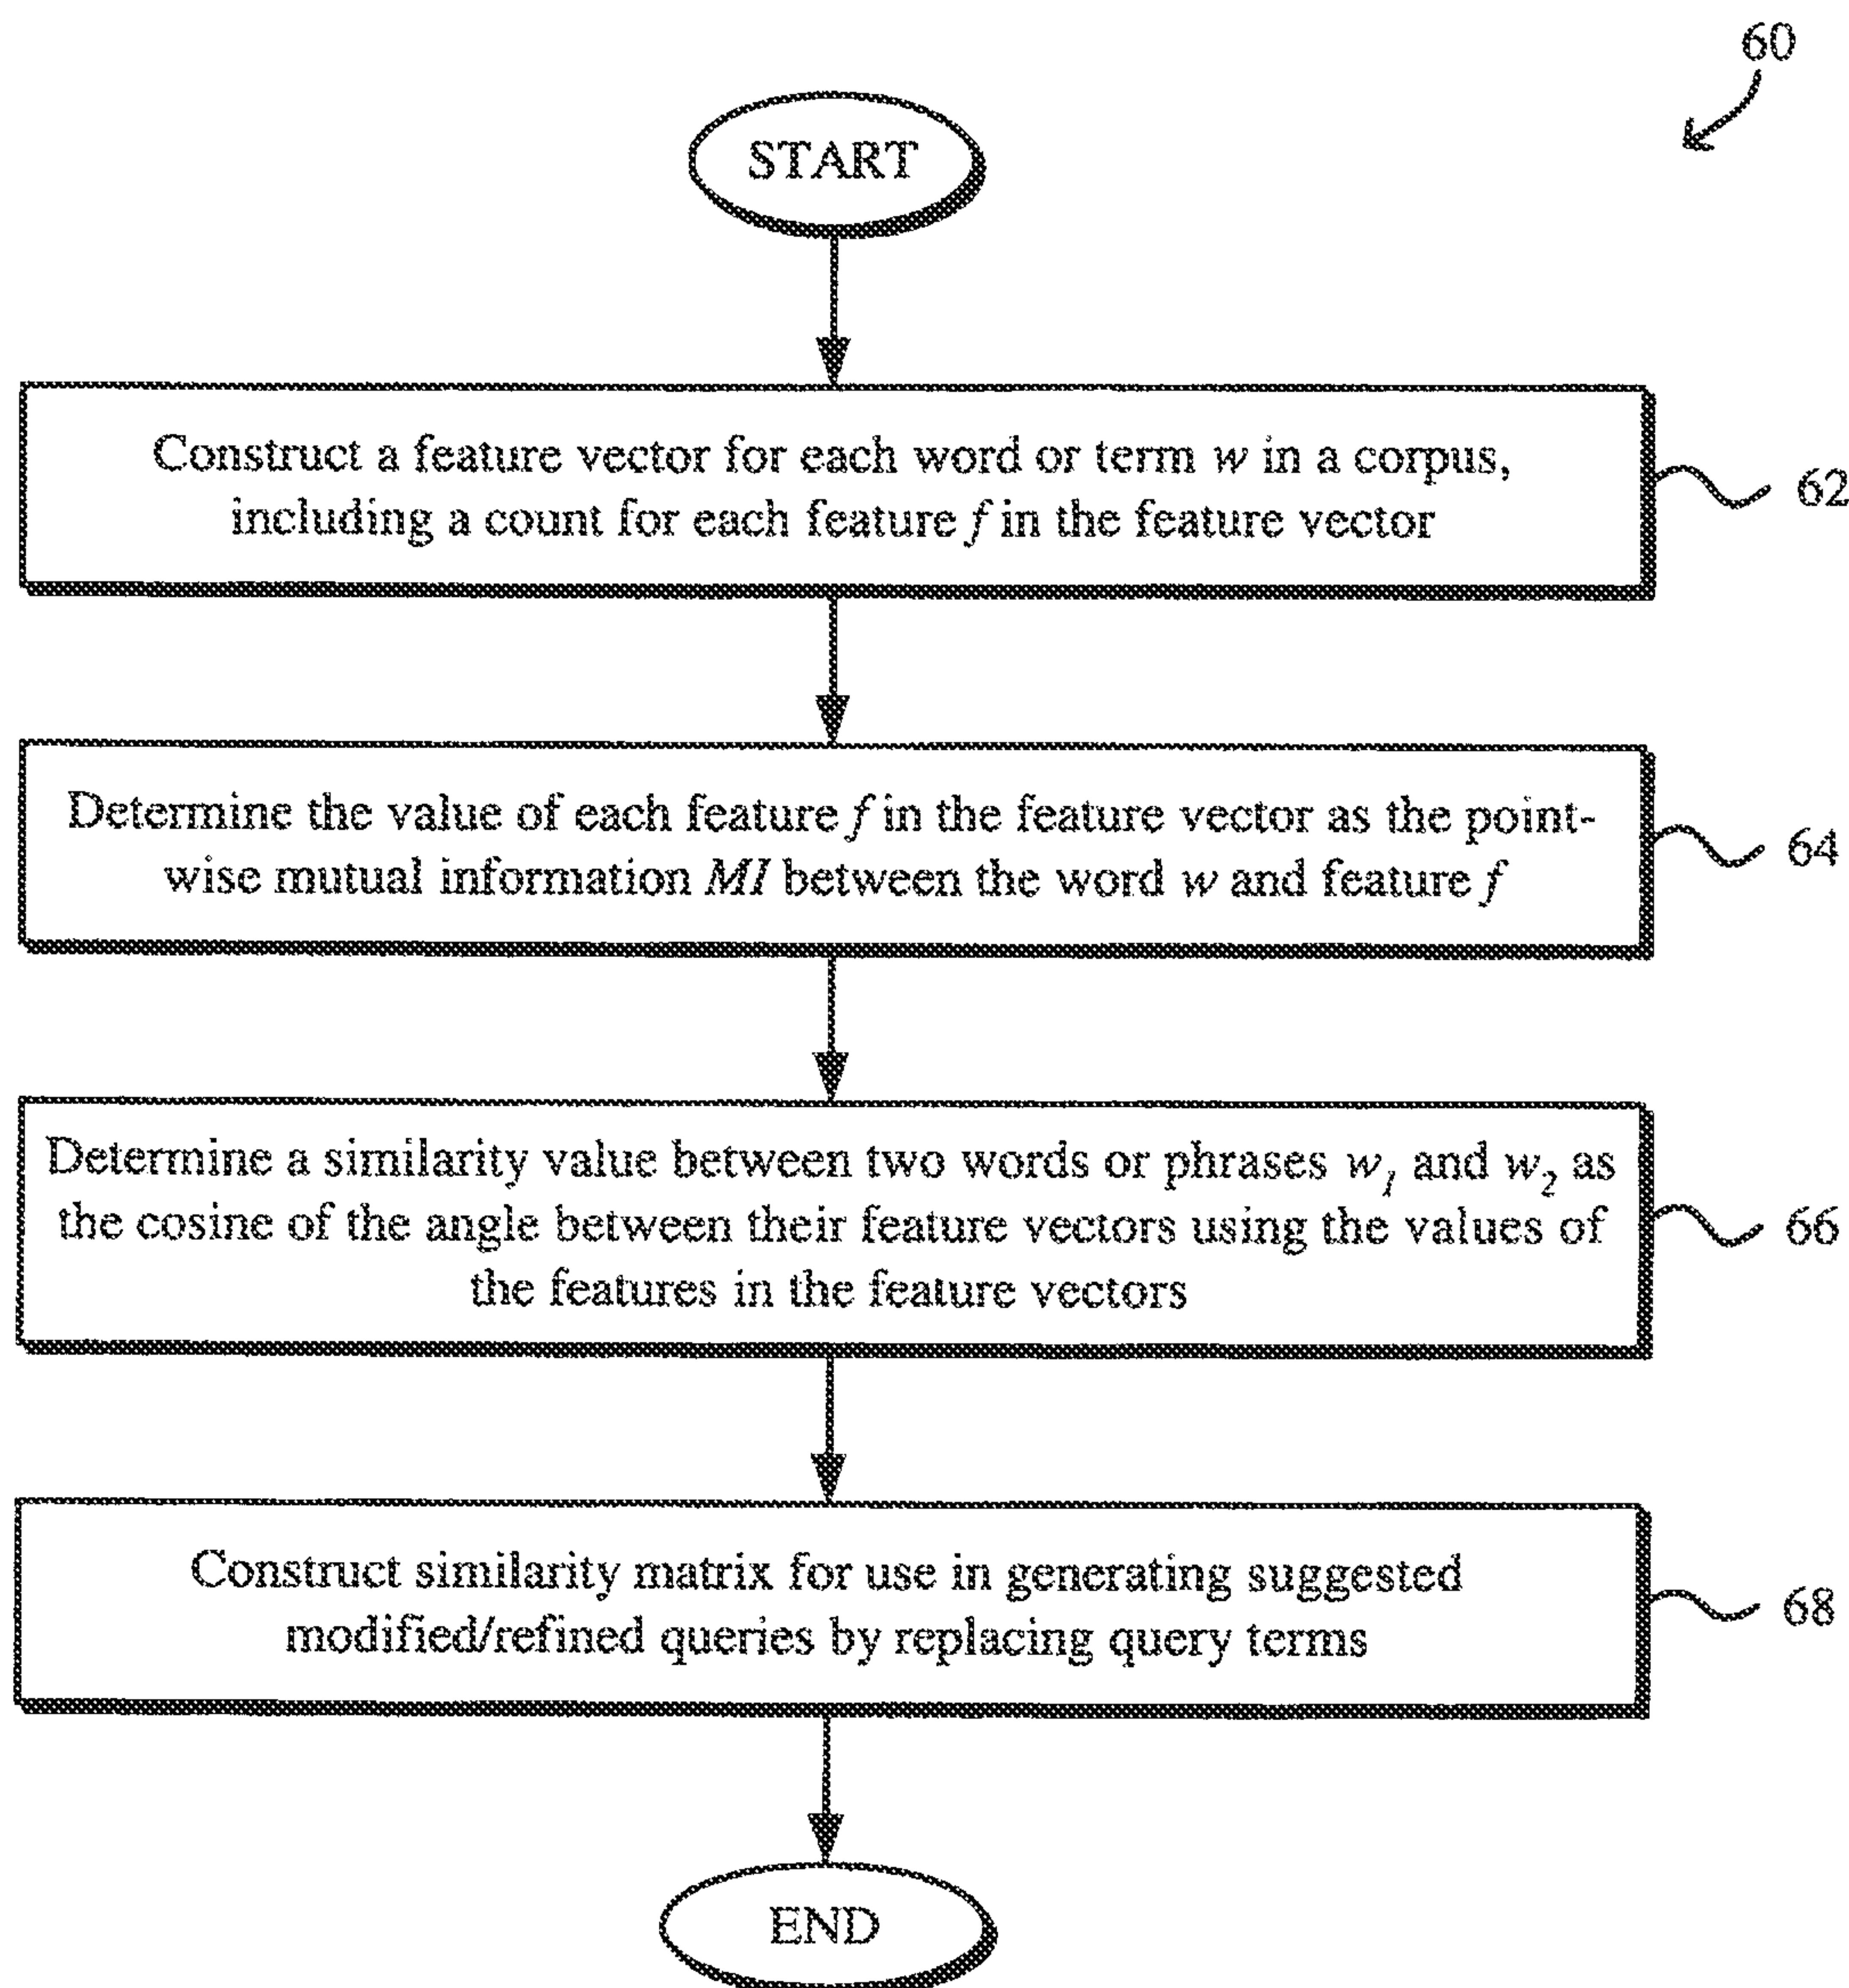 60
START
Construct a feature vector for each word or term w in a corpus,
including a count for each feature f in the feature vector
62
Determine the value of each feature f in the feature vector as the point-
wise mutual information MI between the word w and feature f
64
Determine a similarity value between two words or phrases w1 and w2 as
the cosine of the angle between their feature vectors using the values of
the features in the feature vectors
66
Construct similarity matrix for use in generating suggested
modified/refined queries by replacing query terms
68
END